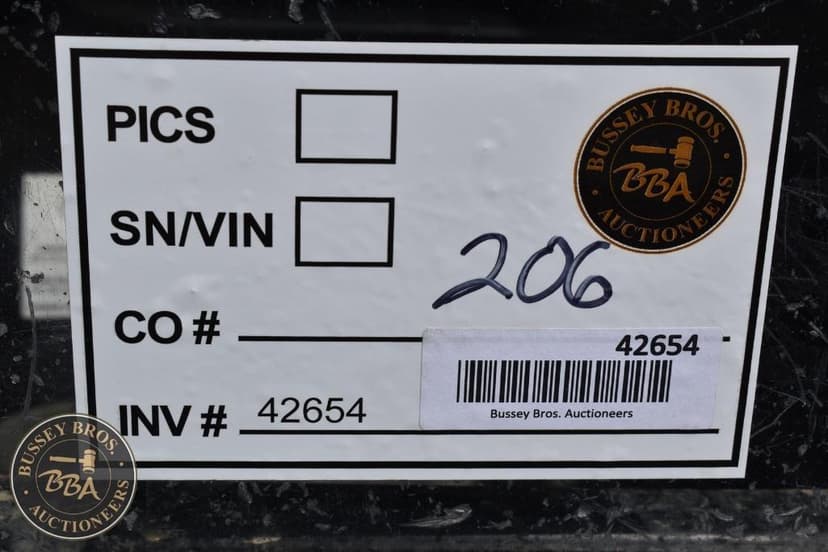 PICS
BUSSEY BROS.
BBA
AUCTIONEERS
SN/VIN
206
CO #
42654
Bussey Bros. Auctioneers
INV # 42654
BUSSEY BROS.
BBA
AUCTIONEERS